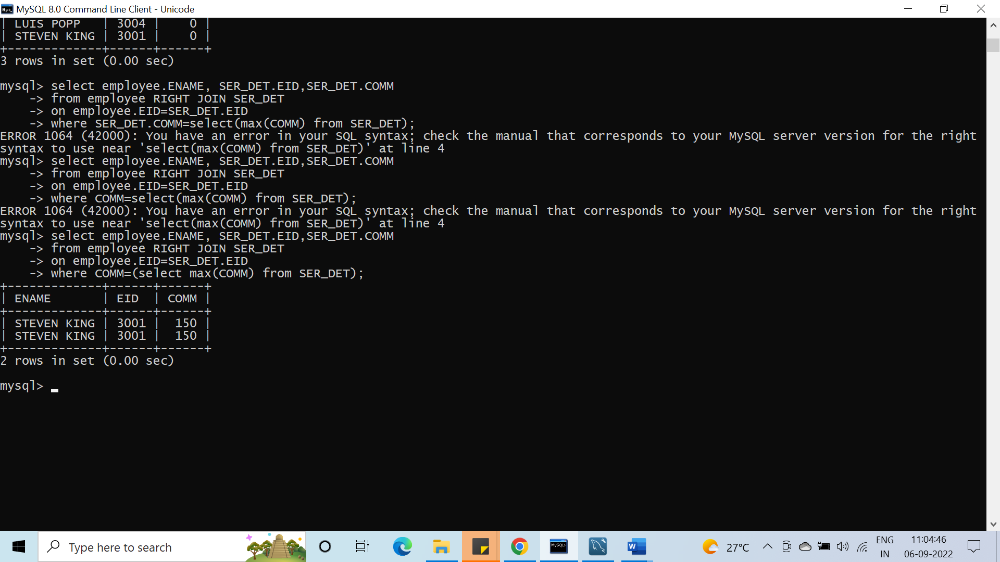 MySQL 8.0 Command Line Client - Unicode
| LUIS POPP   | 3004 |    0 |
| STEVEN KING | 3001 |    0 |
+-------------+------+------+
3 rows in set (0.00 sec)
mysql> select employee.ENAME, SER_DET.EID,SER_DET.COMM
    -> from employee RIGHT JOIN SER_DET
    -> on employee.EID=SER_DET.EID
    -> where SER_DET.COMM=select(max(COMM) from SER_DET);
ERROR 1064 (42000): You have an error in your SQL syntax; check the manual that corresponds to your MySQL server version for the right
syntax to use near 'select(max(COMM) from SER_DET)' at line 4
mysql> select employee.ENAME, SER_DET.EID,SER_DET.COMM
    -> from employee RIGHT JOIN SER_DET
    -> on employee.EID=SER_DET.EID
    -> where COMM=select(max(COMM) from SER_DET);
ERROR 1064 (42000): You have an error in your SQL syntax; check the manual that corresponds to your MySQL server version for the right
syntax to use near 'select(max(COMM) from SER_DET)' at line 4
mysql> select employee.ENAME, SER_DET.EID,SER_DET.COMM
    -> from employee RIGHT JOIN SER_DET
    -> on employee.EID=SER_DET.EID
    -> where COMM=(select max(COMM) from SER_DET);
+-------------+------+------+
| ENAME       | EID  | COMM |
+-------------+------+------+
| STEVEN KING | 3001 |  150 |
| STEVEN KING | 3001 |  150 |
+-------------+------+------+
2 rows in set (0.00 sec)
mysql> _
Type here to search
MySQL>
W
27°C
ENG
IN
11:04:46
06-09-2022